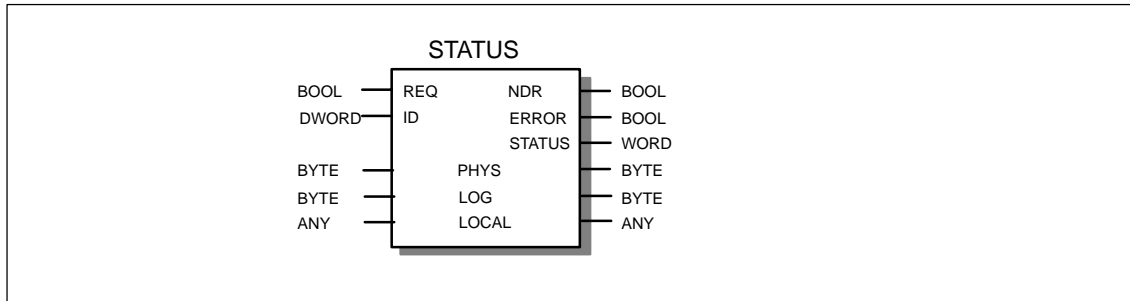 STATUS
BOOL REQ NDR BOOL
DWORD ID ERROR BOOL
STATUS WORD
BYTE PHYS BYTE
BYTE LOG BYTE
ANY LOCAL ANY